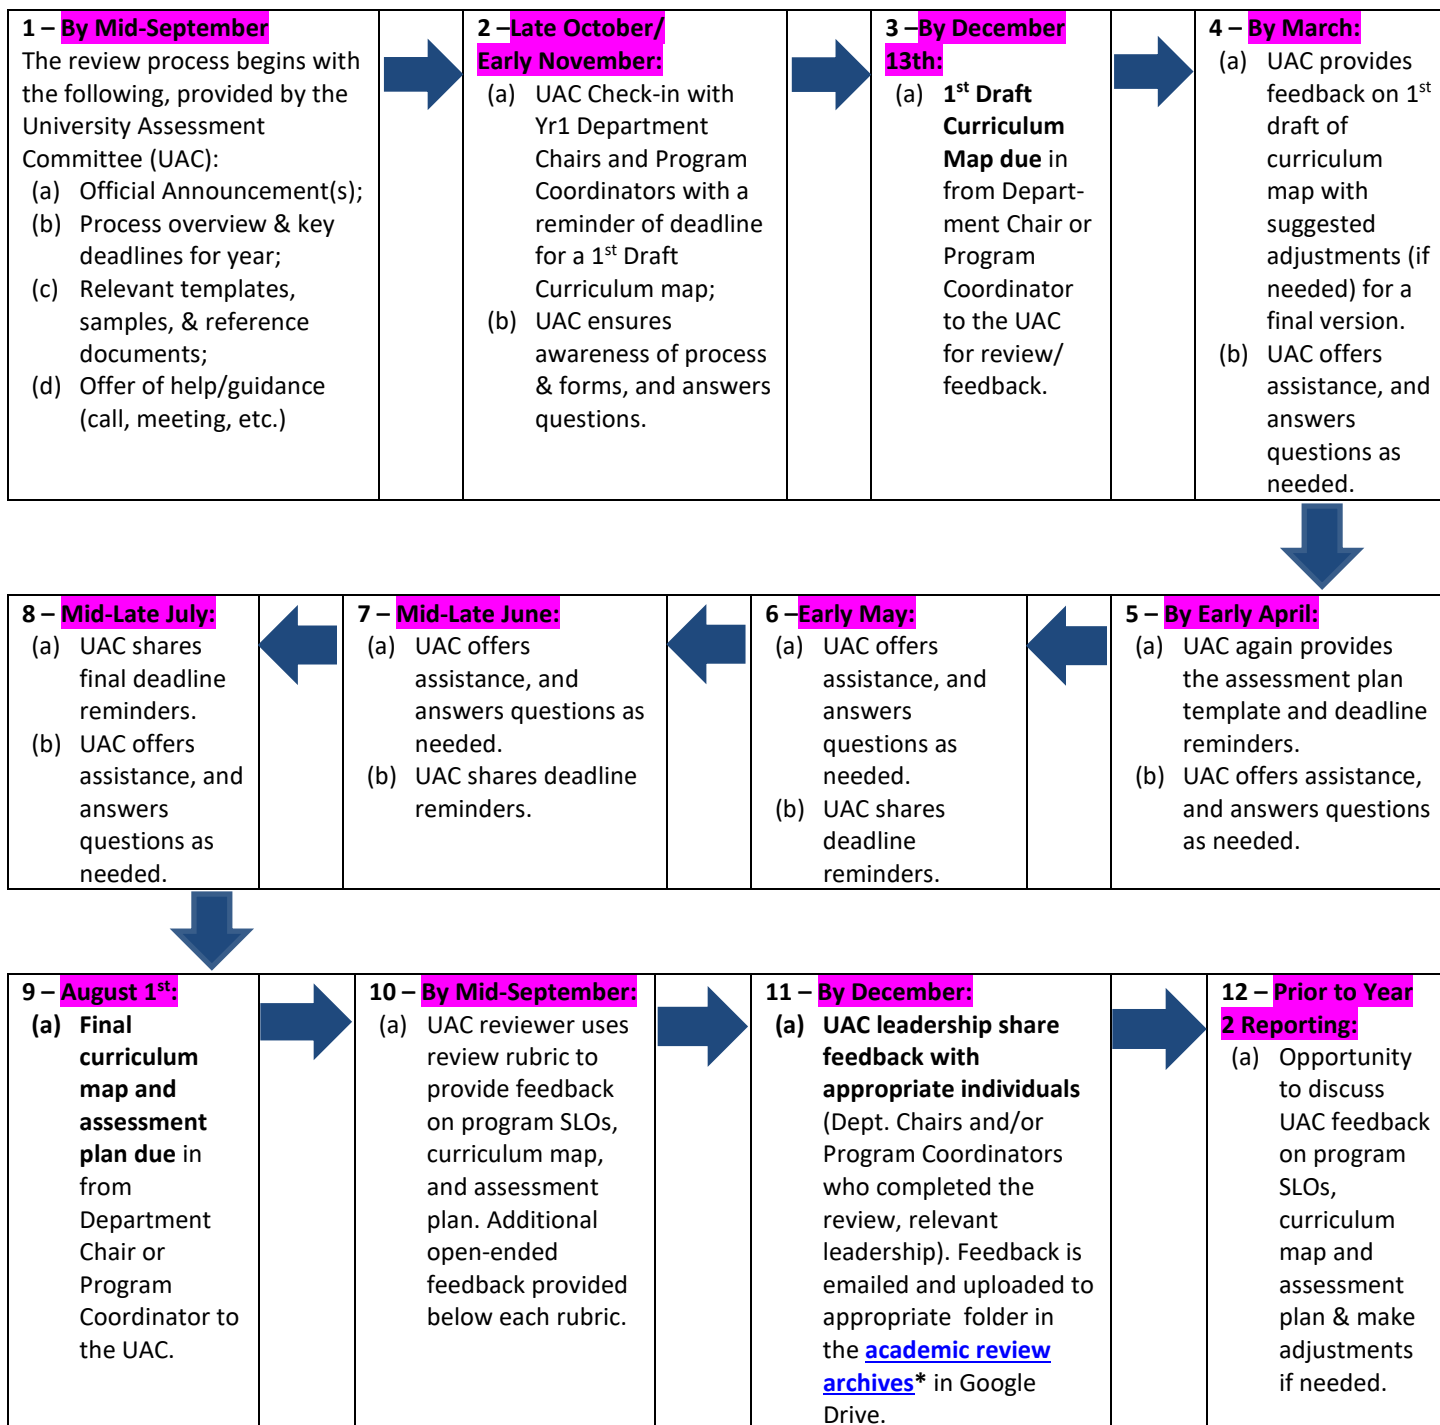 1 – By Mid-September
The review process begins with
the following, provided by the
University Assessment
Committee (UAC):
(a) Official Announcement(s);
(b) Process overview & key
deadlines for year;
(c) Relevant templates,
samples, & reference
documents;
(d) Offer of help/guidance
(call, meeting, etc.)
2 –Late October/
Early November:
(a) UAC Check-in with
Yr1 Department
Chairs and Program
Coordinators with a
reminder of deadline
for a 1st Draft
Curriculum map;
(b) UAC ensures
awareness of process
& forms, and answers
questions.
3 –By December
13th:
(a) 1st Draft
Curriculum
Map due in
from Depart-
ment Chair or
Program
Coordinator
to the UAC
for review/
feedback.
4 – By March:
(a) UAC provides
feedback on 1st
draft of
curriculum
map with
suggested
adjustments (if
needed) for a
final version.
(b) UAC offers
assistance, and
answers
questions as
needed.
5 – By Early April:
(a) UAC again provides
the assessment plan
template and deadline
reminders.
(b) UAC offers assistance,
and answers questions
as needed.
6 –Early May:
(a) UAC offers
assistance, and
answers
questions as
needed.
(b) UAC shares
deadline
reminders.
7 – Mid-Late June:
(a) UAC offers
assistance, and
answers questions as
needed.
(b) UAC shares deadline
reminders.
8 – Mid-Late July:
(a) UAC shares
final deadline
reminders.
(b) UAC offers
assistance, and
answers
questions as
needed.
9 – August 1st:
(a) Final
curriculum
map and
assessment
plan due in
from
Department
Chair or
Program
Coordinator to
the UAC.
10 – By Mid-September:
(a) UAC reviewer uses
review rubric to
provide feedback
on program SLOs,
curriculum map,
and assessment
plan. Additional
open-ended
feedback provided
below each rubric.
11 – By December:
(a) UAC leadership share
feedback with
appropriate individuals
(Dept. Chairs and/or
Program Coordinators
who completed the
review, relevant
leadership). Feedback is
emailed and uploaded to
appropriate folder in
the academic review
archives* in Google
Drive.
12 – Prior to Year
2 Reporting:
(a) Opportunity
to discuss
UAC feedback
on program
SLOs,
curriculum
map and
assessment
plan & make
adjustments
if needed.